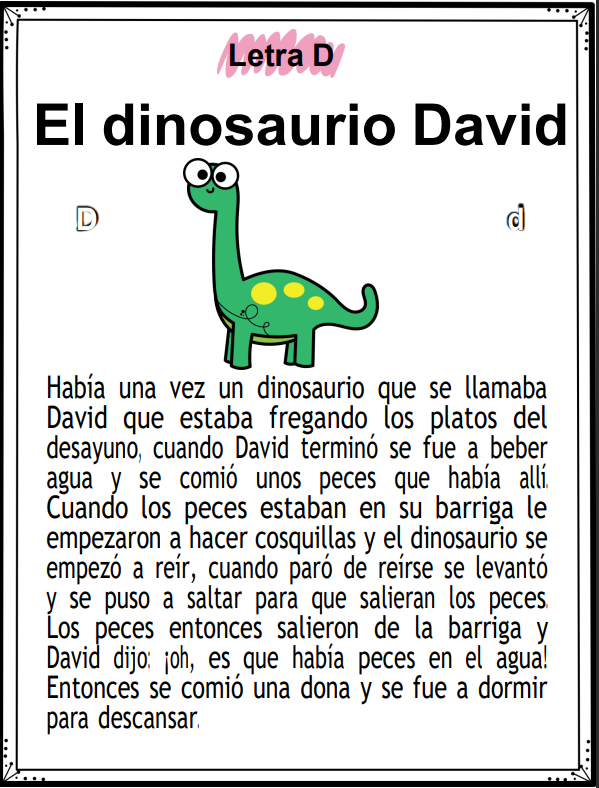 Letra D
El dinosaurio David
D d
Había una vez un dinosaurio que se llamaba
David que estaba fregando los platos del
desayuno, cuando David terminó se fue a beber
agua y se comió unos peces que había allí.
Cuando los peces estaban en su barriga le
empezaron a hacer cosquillas y el dinosaurio se
empezó a reír, cuando paró de reírse se levantó
y se puso a saltar para que salieran los peces.
Los peces entonces salieron de la barriga y
David dijo: ¡oh, es que había peces en el agua!
Entonces se comió una dona y se fue a dormir
para descansar.